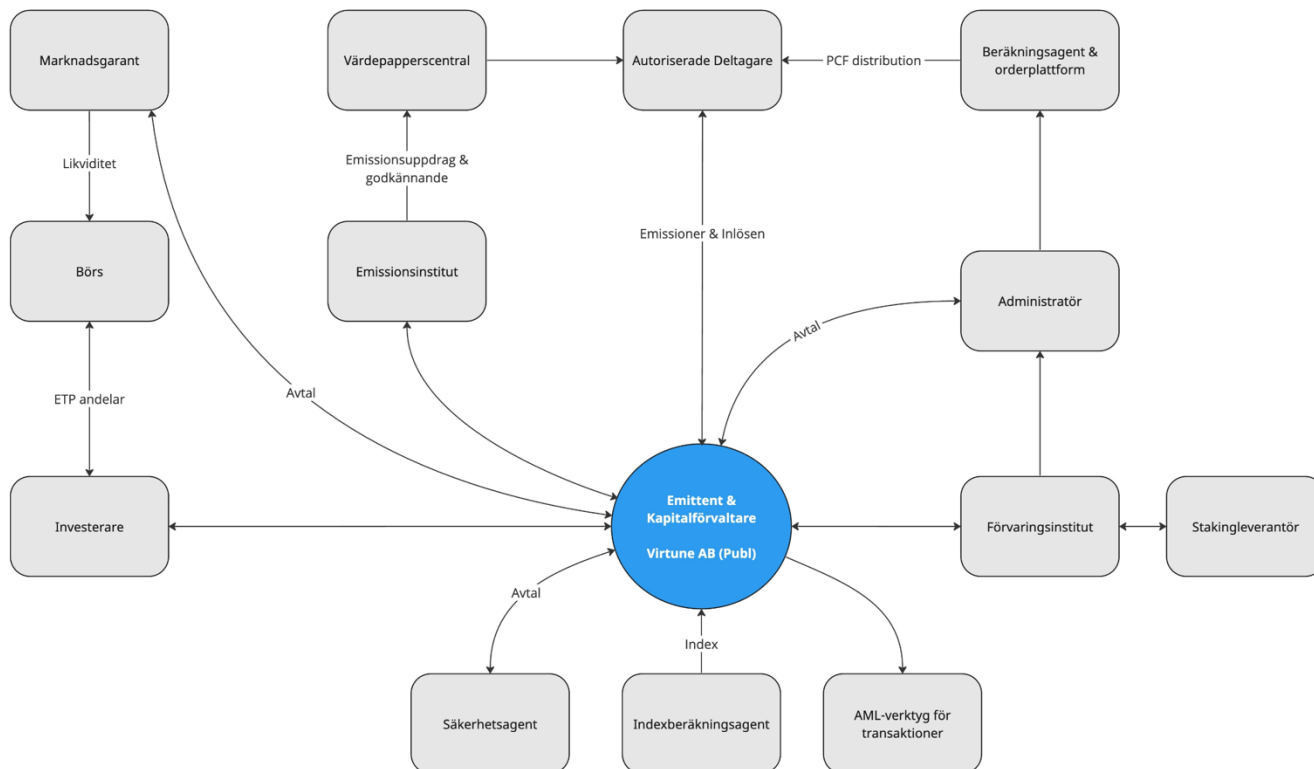 Marknadsgarant
Värdepapperscentral
Autoriserade Deltagare
PCF distribution
Beräkningsagent &
orderplattform
Likviditet
Emissionsuppdrag &
godkännande
Emissioner & Inlösen
Börs
Emissionsinstitut
Administratör
Avtal
ETP andelar
Avtal
Investerare
Emittent &
Kapitalförvaltare
Virtune AB (Publ)
Förvaringsinstitut
Stakingleverantör
Avtal
Index
Säkerhetsagent
Indexberäkningsagent
AML-verktyg för
transaktioner